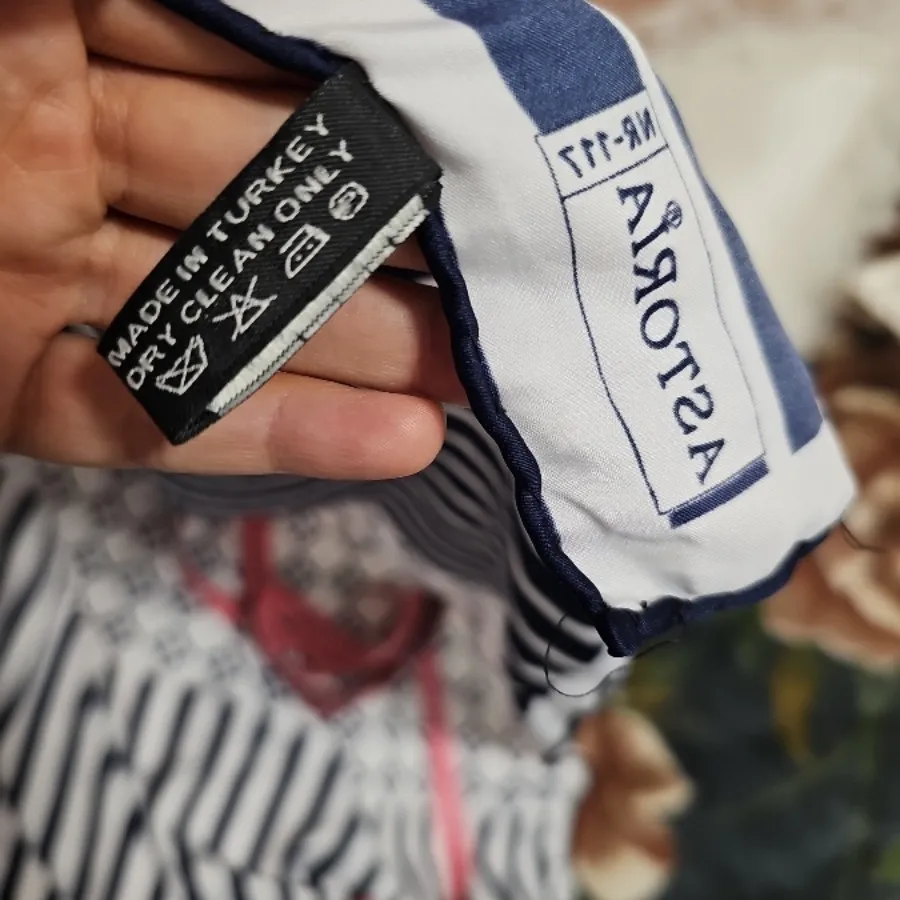 MADE IN TURKEY
DRY CLEAN ONLY
P
NR-117
ASTORIA®